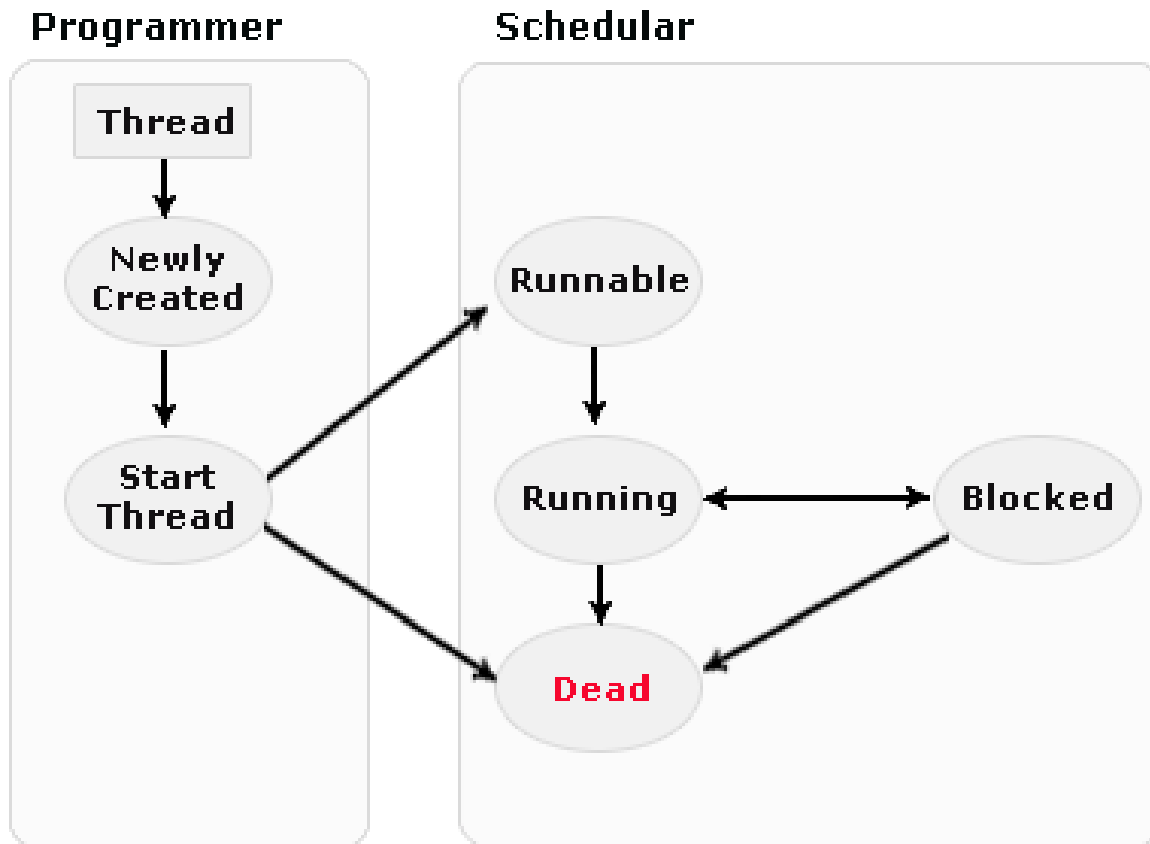 Programmer
Schedular
Thread
Newly
Created
Start
Thread
Runnable
Running
Blocked
Dead